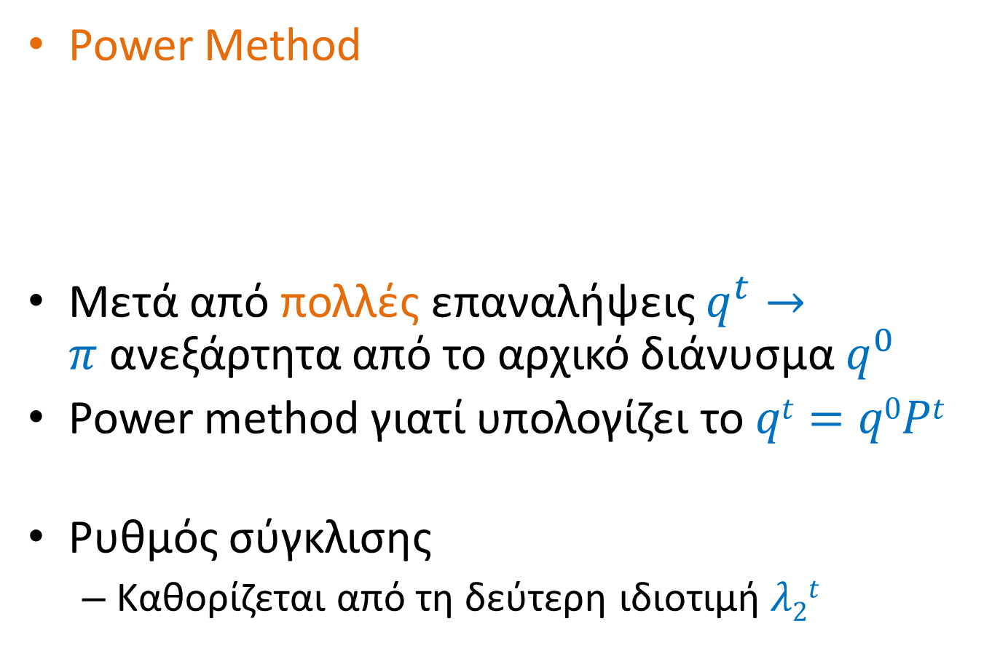 • Power Method
• Μετά από πολλές επαναλήψεις $q^t \rightarrow$
$\pi$ ανεξάρτητα από το αρχικό διάνυσμα $q^0$
• Power method γιατί υπολογίζει το $q^t = q^0 P^t$
• Ρυθμός σύγκλισης
– Καθορίζεται από τη δεύτερη ιδιοτιμή $\lambda_2^t$